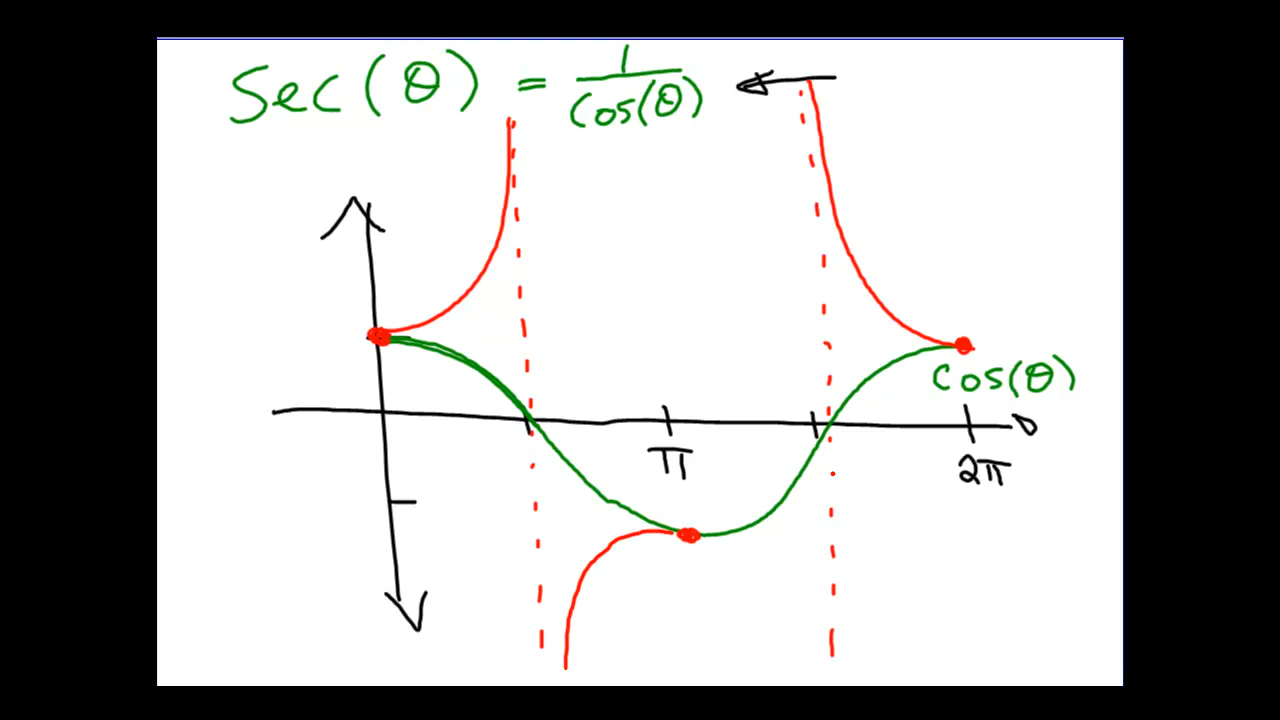 Sec(θ) = 1/cos(θ)
cos(θ)
π
2π